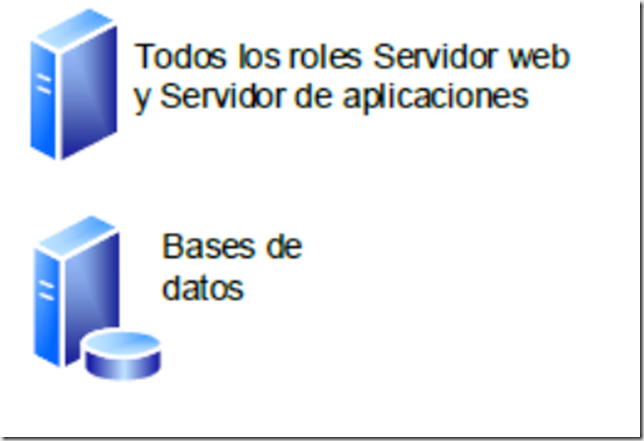 Todos los roles Servidor web
y Servidor de aplicaciones
Bases de
datos